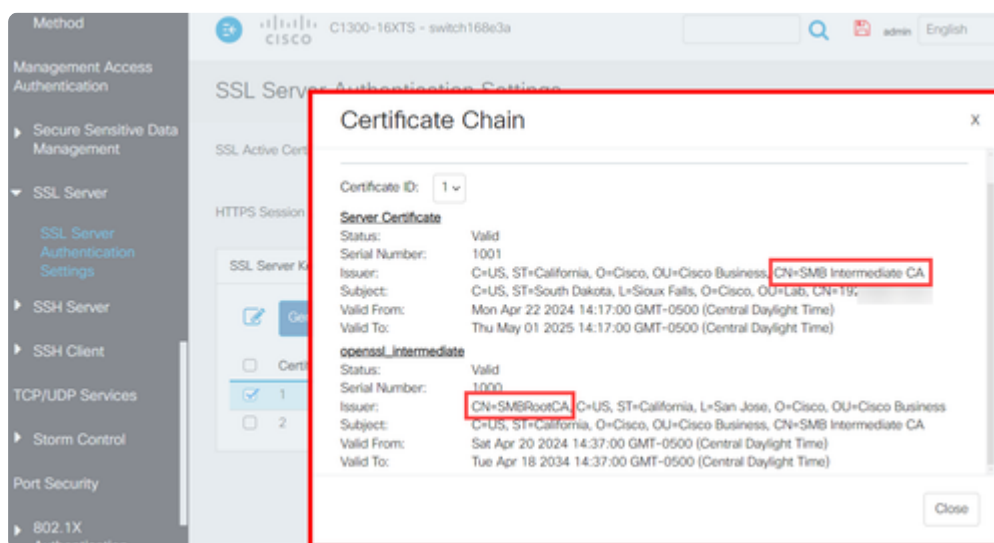 Method
Management Access
Authentication
Secure Sensitive Data
Management
SSL Server
SSL Server
Authentication
Settings
SSH Server
SSH Client
TCP/UDP Services
Storm Control
Port Security
802.1X
CISCO
C1300-16XTS - switch168e3a
admin
English
SSL Server Authentication Settings
SSL Active Cert
HTTPS Session
SSL Server K
Ge
Certi
1
2
Certificate Chain
X
Certificate ID: 1
Server Certificate
Status: Valid
Serial Number: 1001
Issuer: C=US, ST=California, O=Cisco, OU=Cisco Business, CN=SMB Intermediate CA
Subject: C=US, ST=South Dakota, L=Sioux Falls, O=Cisco, OU=Lab, CN=192
Valid From: Mon Apr 22 2024 14:17:00 GMT-0500 (Central Daylight Time)
Valid To: Thu May 01 2025 14:17:00 GMT-0500 (Central Daylight Time)
openssl_intermediate
Status: Valid
Serial Number: 1000
Issuer: CN=SMBRootCA, C=US, ST=California, L=San Jose, O=Cisco, OU=Cisco Business
Subject: C=US, ST=California, O=Cisco, OU=Cisco Business, CN=SMB Intermediate CA
Valid From: Sat Apr 20 2024 14:37:00 GMT-0500 (Central Daylight Time)
Valid To: Tue Apr 18 2034 14:37:00 GMT-0500 (Central Daylight Time)
Close